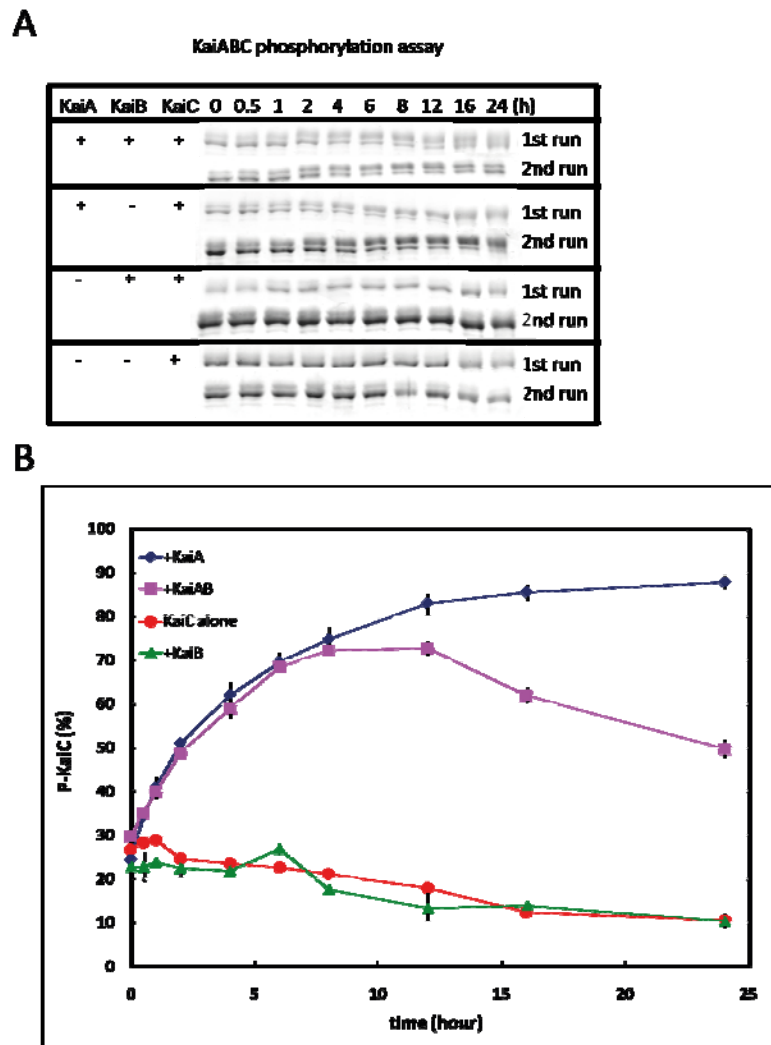 A
KaiABC phosphorylation assay
KaiA KaiB KaiC 0 0.5 1 2 4 6 8 12 16 24 (h)
+ + + 1st run
2nd run
+ - + 1st run
2nd run
- + + 1st run
2nd run
- - + 1st run
2nd run
B
100
90
80
70
60
50
40
30
20
10
0
P-KaiC (%)
+KaiA
+KaiAB
KaiC alone
+KaiB
0 5 10 15 20 25
time (hour)